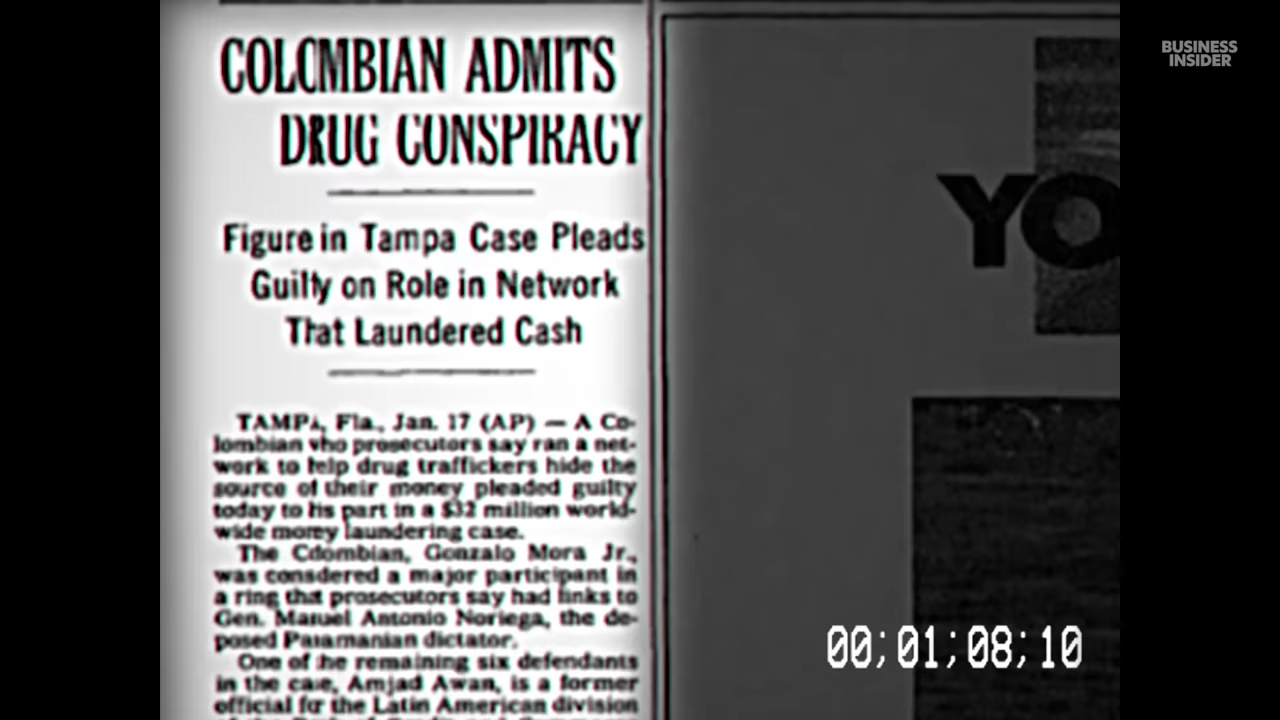 COLOMBIAN ADMITS
DRUG CONSPIRACY
Figure in Tampa Case Pleads
Guilty on Role in Network
That Laundered Cash
TAMPA, Fla., Jan. 17 (AP) — A Co-
lombian who prosecutors say ran a net-
work to help drug traffickers hide the
source of their money pleaded guilty
today to his part in a $32 million world-
wide money laundering case.
The Colombian, Gonzalo Mora Jr.,
was considered a major participant in
a ring that prosecutors say had links to
Gen. Manuel Antonio Noriega, the de-
posed Panamanian dictator.
One of the remaining six defendants
in the case, Amjad Awan, is a former
official for the Latin American division
YO
BUSINESS
INSIDER
00;01;08;10